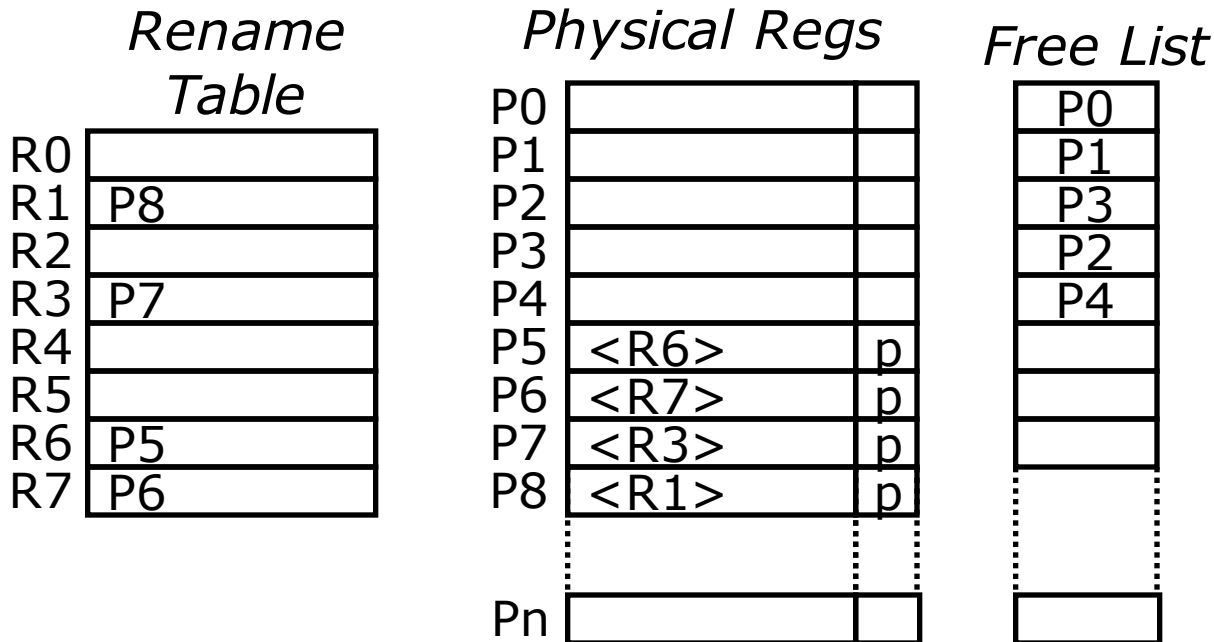 Rename
Table
R0
R1 P8
R2
R3 P7
R4
R5
R6 P5
R7 P6
Physical Regs
P0
P1
P2
P3
P4
P5 <R6> p
P6 <R7> p
P7 <R3> p
P8 <R1> p
Pn
Free List
P0
P1
P3
P2
P4